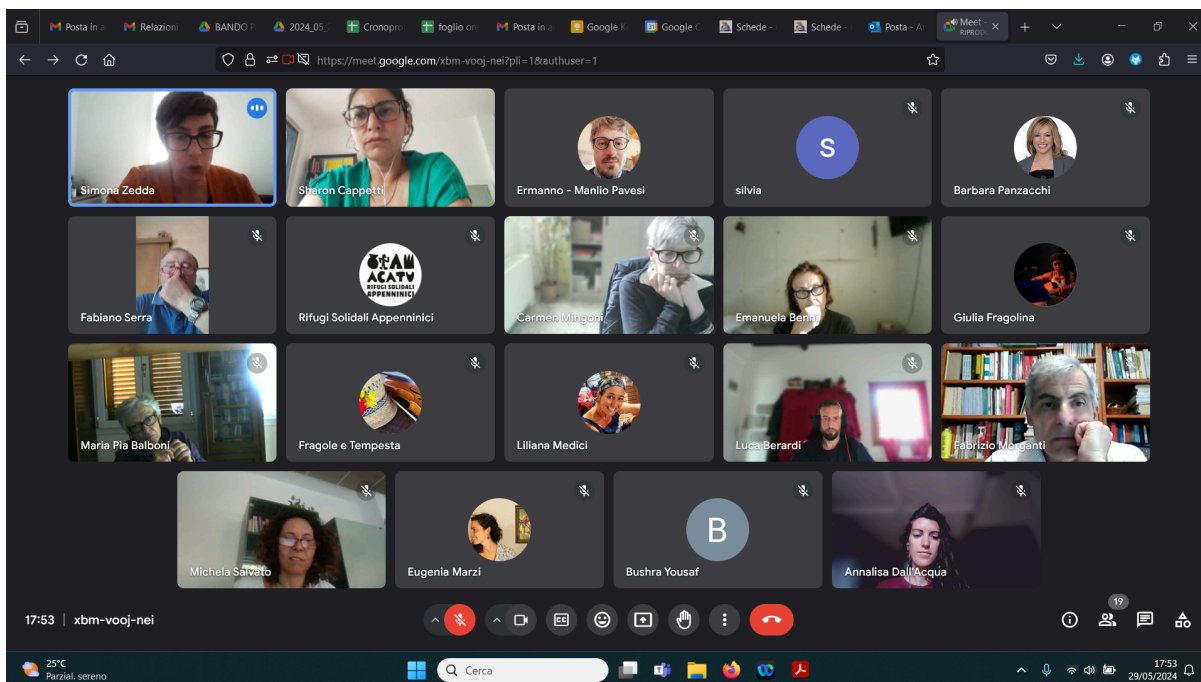 Posta in a
Relazioni
BANDO R
2024_05_
Cronopro
foglio ore
Posta in a
Google K
Google C
Schede -
Schede -
Posta - A
Meet -
RIPRODU
https://meet.google.com/xbm-vooj-nei?pli=1&authuser=1
Simona Zedda
Sharon Cappetti
Ermanno - Manlio Pavesi
S
silvia
Barbara Panzacchi
Fabiano Serra
ACATV
RIFUGI SOLIDALI
APPENNINICI
Rifugi Solidali Appenninici
Carmen Mingoni
Emanuela Benni
Giulia Fragolina
Maria Pia Balboni
Fragole e Tempesta
Liliana Medici
Luca Berardi
Fabrizio Morganti
Michela Salvato
Eugenia Marzi
B
Bushra Yousaf
Annalisa Dall'Acqua
17:53 | xbm-vooj-nei
19
25°C
Parzial. sereno
Cerca
17:53
29/05/2024